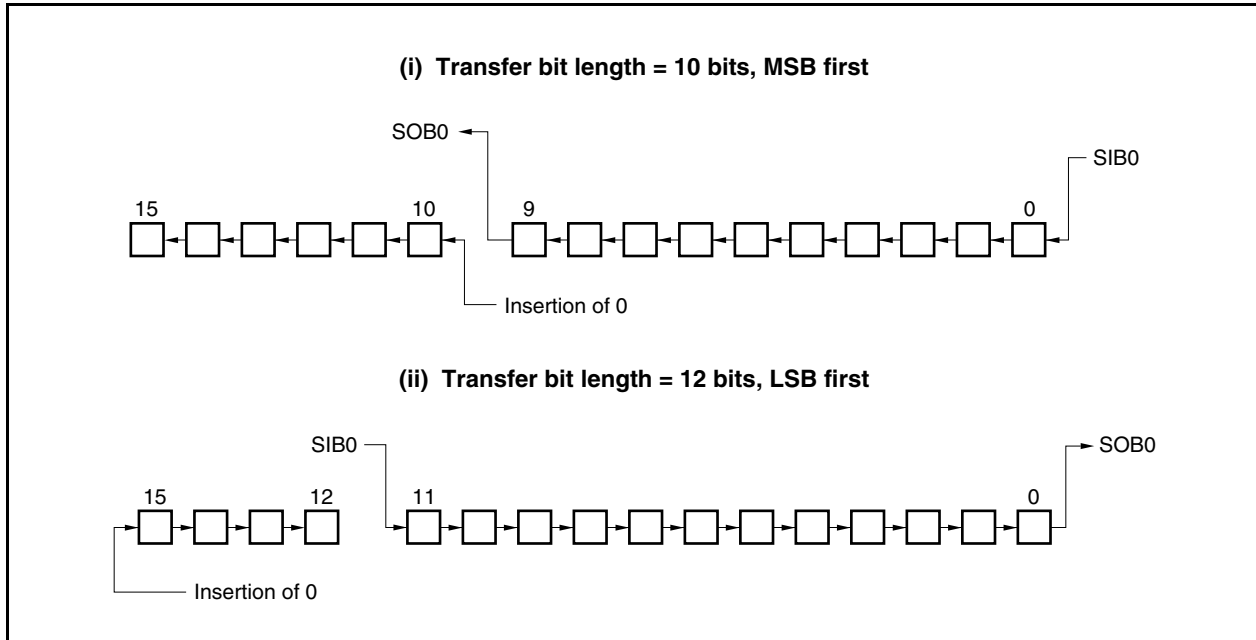 (i) Transfer bit length = 10 bits, MSB first
SOB0
SIB0
15 10 9 0
Insertion of 0
(ii) Transfer bit length = 12 bits, LSB first
SIB0 SOB0
15 12 11 0
Insertion of 0